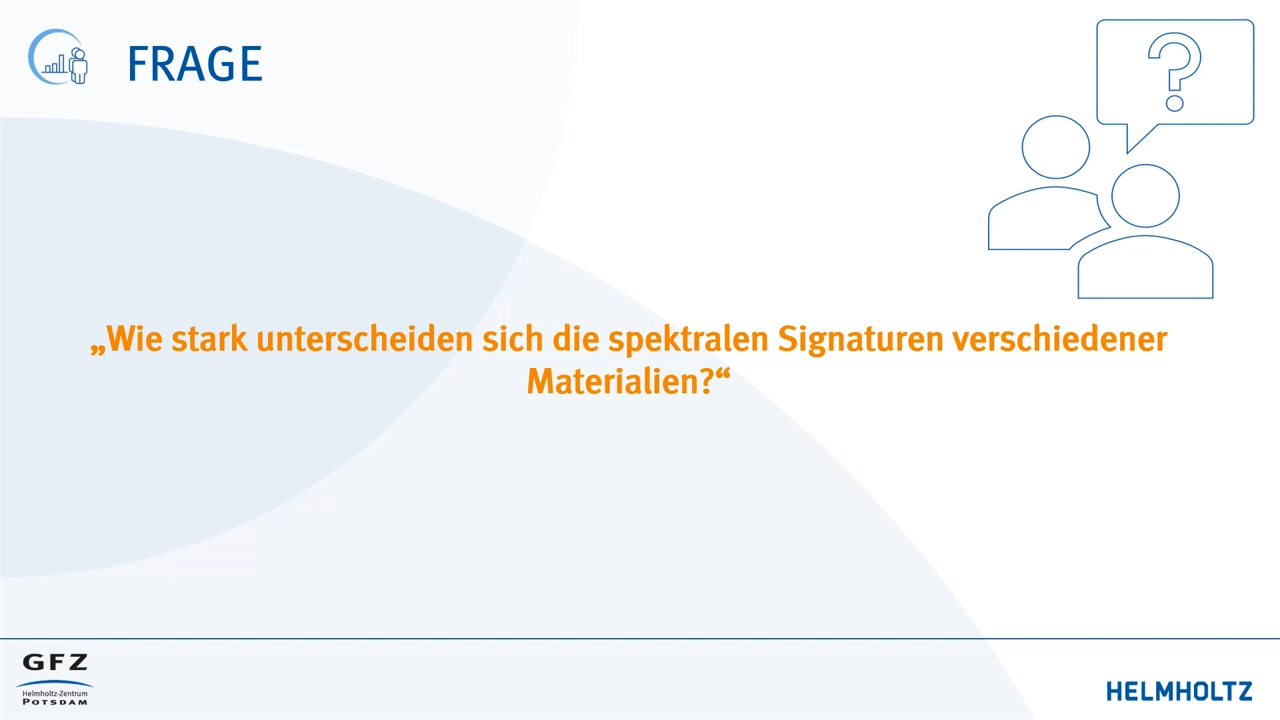 FRAGE
?
„Wie stark unterscheiden sich die spektralen Signaturen verschiedener
Materialien?“
GFZ
Helmholtz-Zentrum
POTSDAM
HELMHOLTZ